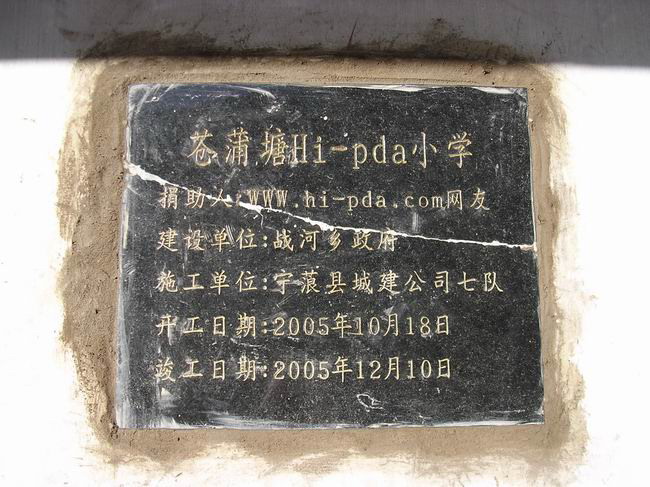 苍蒲塘Hi-pda小学
捐助人:WWW.hi-pda.com网友
建设单位:战河乡政府
施工单位:宁蒗县城建公司七队
开工日期:2005年10月18日
竣工日期:2005年12月10日